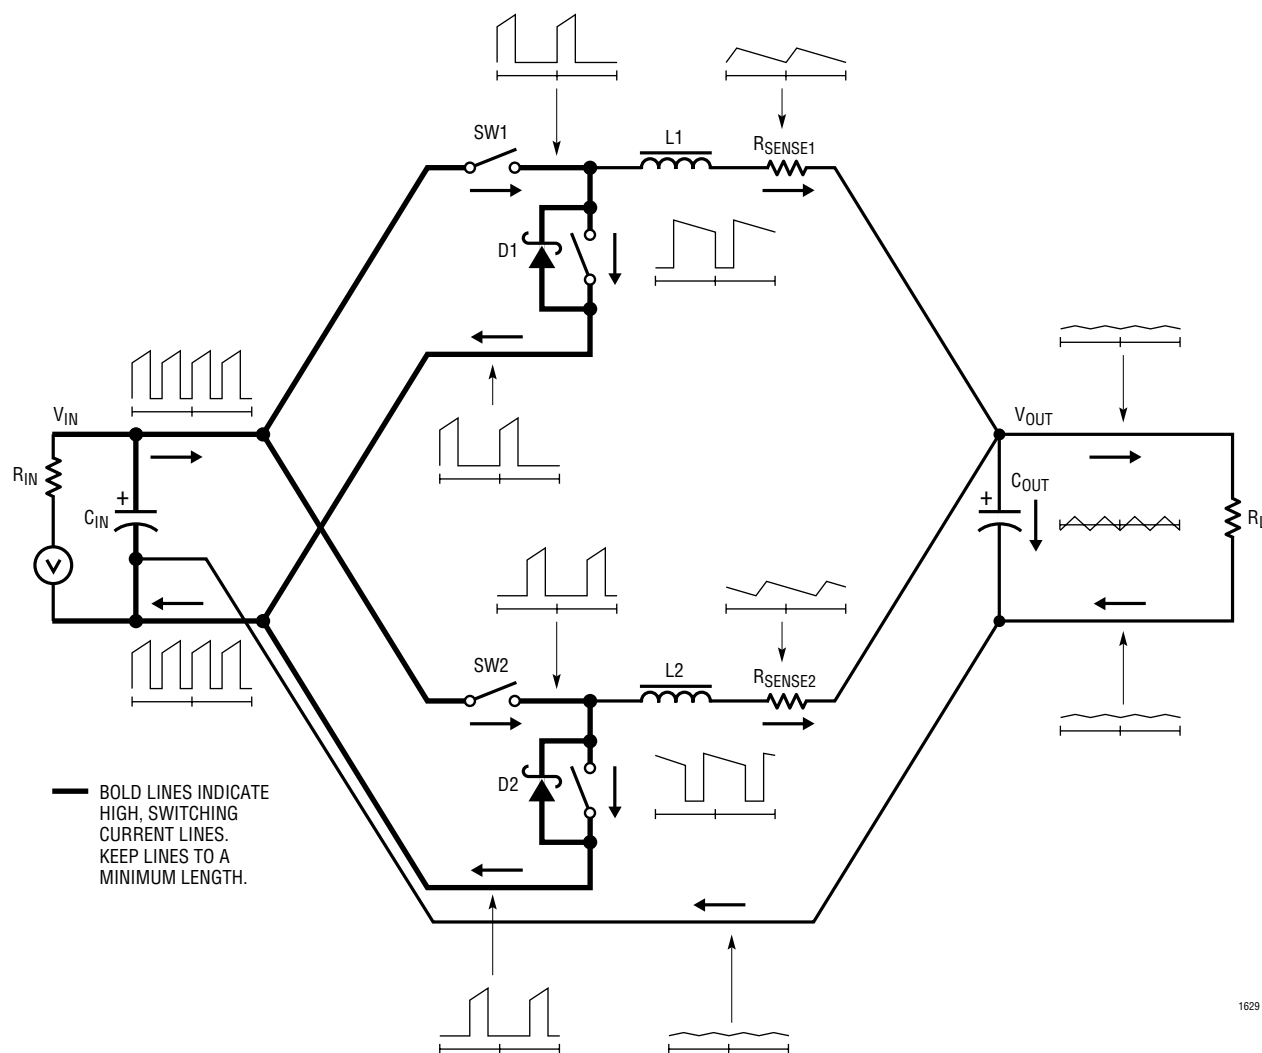 SW1
L1
RSENSE1
D1
VIN
VOUT
RIN
+
CIN
+
COUT
RL
V
SW2
L2
RSENSE2
D2
BOLD LINES INDICATE
HIGH, SWITCHING
CURRENT LINES.
KEEP LINES TO A
MINIMUM LENGTH.
1629